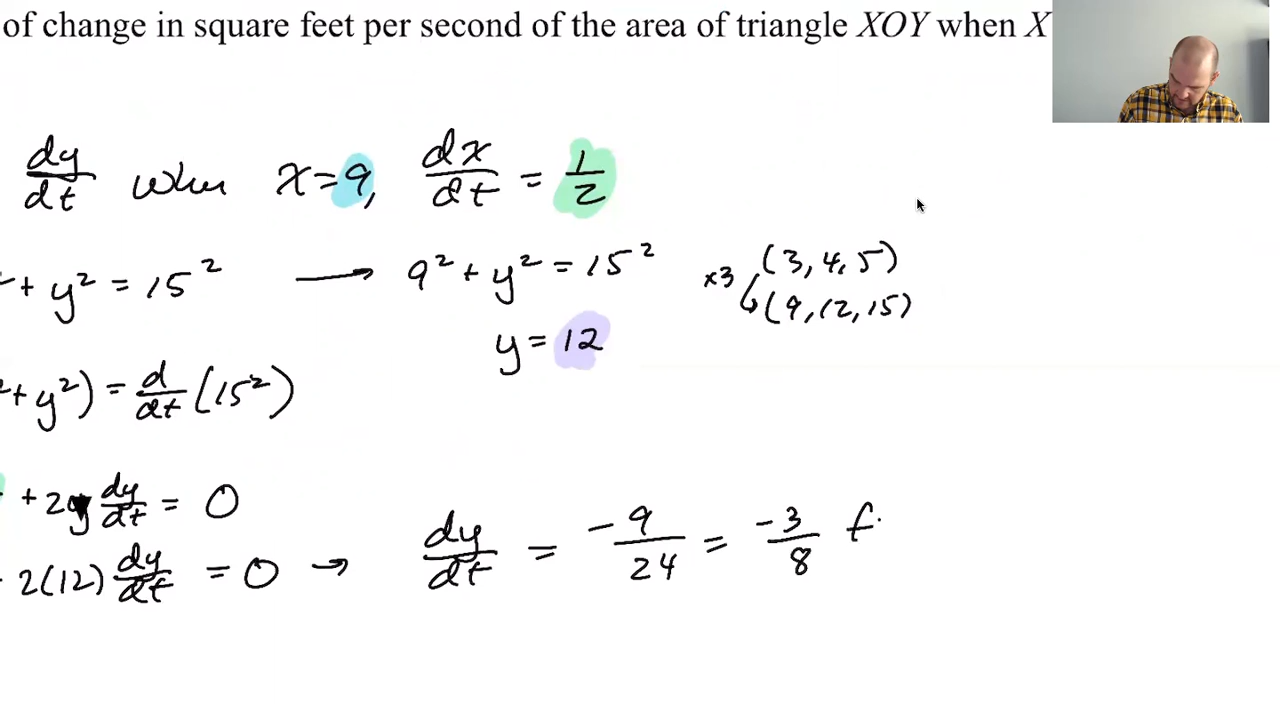 of change in square feet per second of the area of triangle XOY when X
dy/dt when x=9, dx/dt = 1/2
+ y² = 15² → 9² + y² = 15² ×3 (3, 4, 5)
(9, 12, 15)
y = 12
² + y²) = d/dt (15²)
+ 2y dy/dt = 0
2(12) dy/dt = 0 → dy/dt = -9/24 = -3/8 f